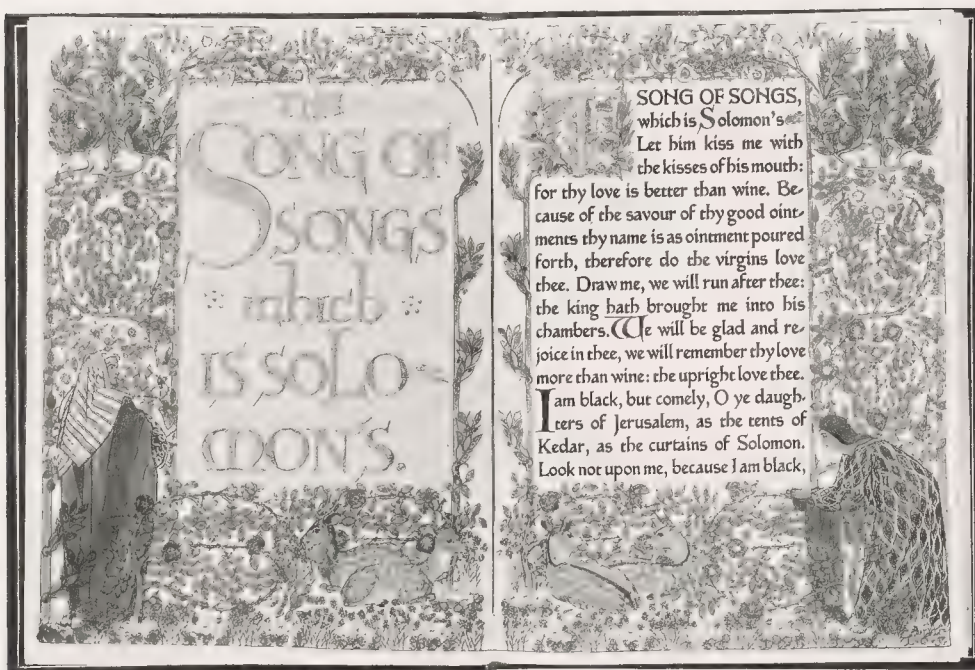 THE
SONG OF
SONGS
which
IS SOLO
MON'S.
THE
SONG OF SONGS,
which is Solomon's
Let him kiss me with
the kisses of his mouth:
for thy love is better than wine. Be-
cause of the savour of thy good oint-
ments thy name is as ointment poured
forth, therefore do the virgins love
thee. Draw me, we will run after thee:
the king hath brought me into his
chambers. We will be glad and re-
joice in thee, we will remember thy love
more than wine: the upright love thee.
I am black, but comely, O ye daugh-
ters of Jerusalem, as the tents of
Kedar, as the curtains of Solomon.
Look not upon me, because I am black,